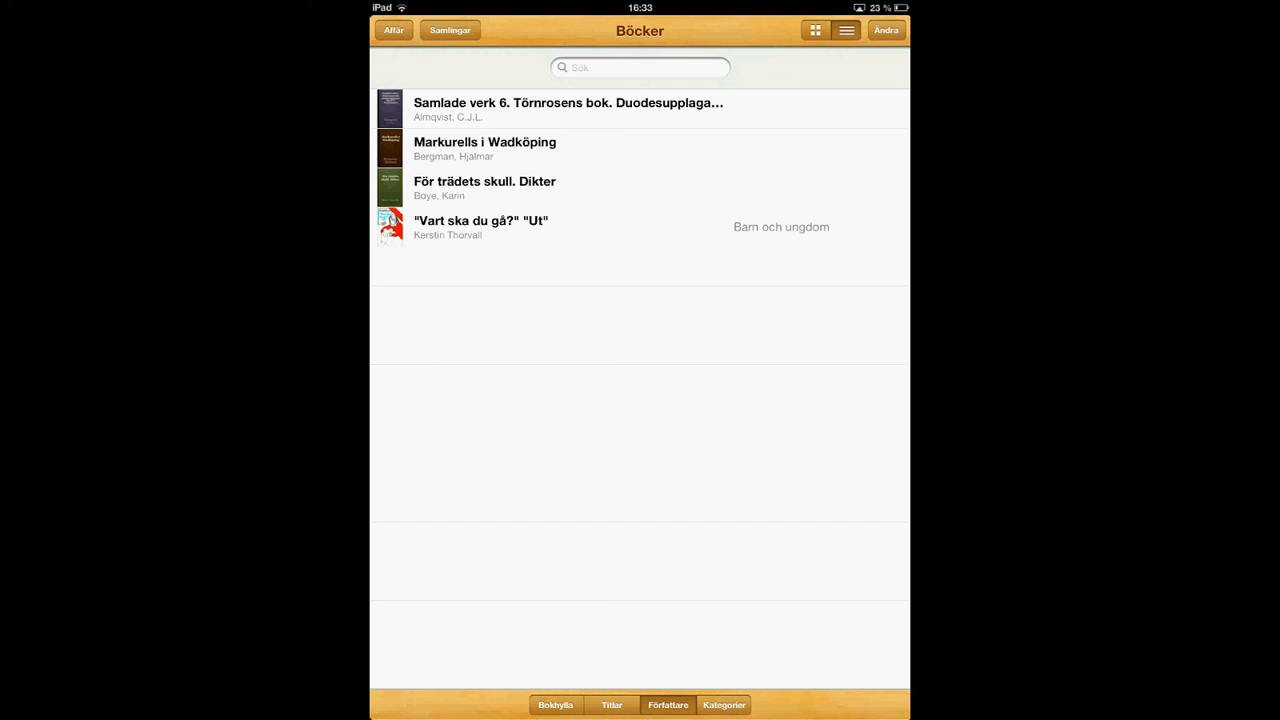 iPad 16:33 23 %
Affär Samlingar Böcker Ändra
Sök
Samlade verk 6. Törnrosens bok. Duodesupplaga…
Almqvist, C.J.L.
Markurells i Wadköping
Bergman, Hjalmar
För trädets skull. Dikter
Boye, Karin
"Vart ska du gå?" "Ut"
Kerstin Thorvall
Barn och ungdom
Bokhylla Titlar Författare Kategorier